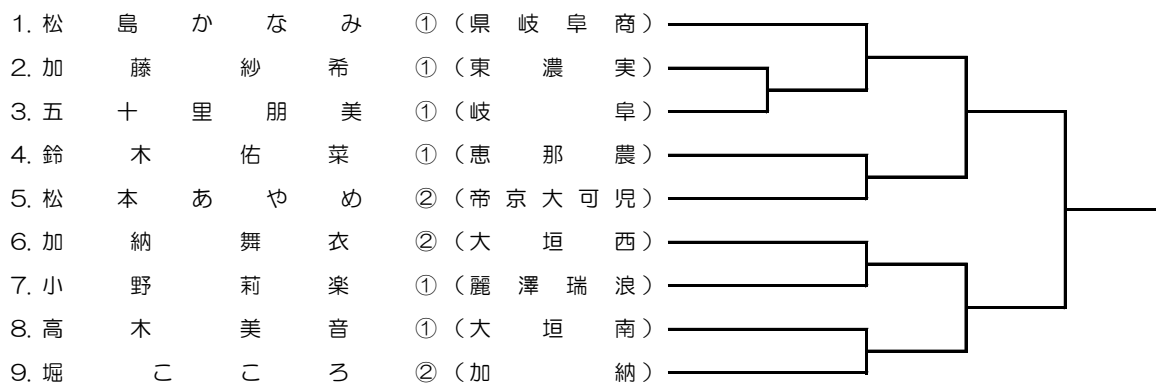 1. 松島かなみ ① (県岐阜商)
2. 加藤紗希 ① (東濃実)
3. 五十里朋美 ① (岐阜)
4. 鈴木佑菜 ① (恵那農)
5. 松本あやめ ② (帝京大可児)
6. 加納舞衣 ② (大垣西)
7. 小野莉楽 ① (麗澤瑞浪)
8. 高木美音 ① (大垣南)
9. 堀こころ ② (加納)